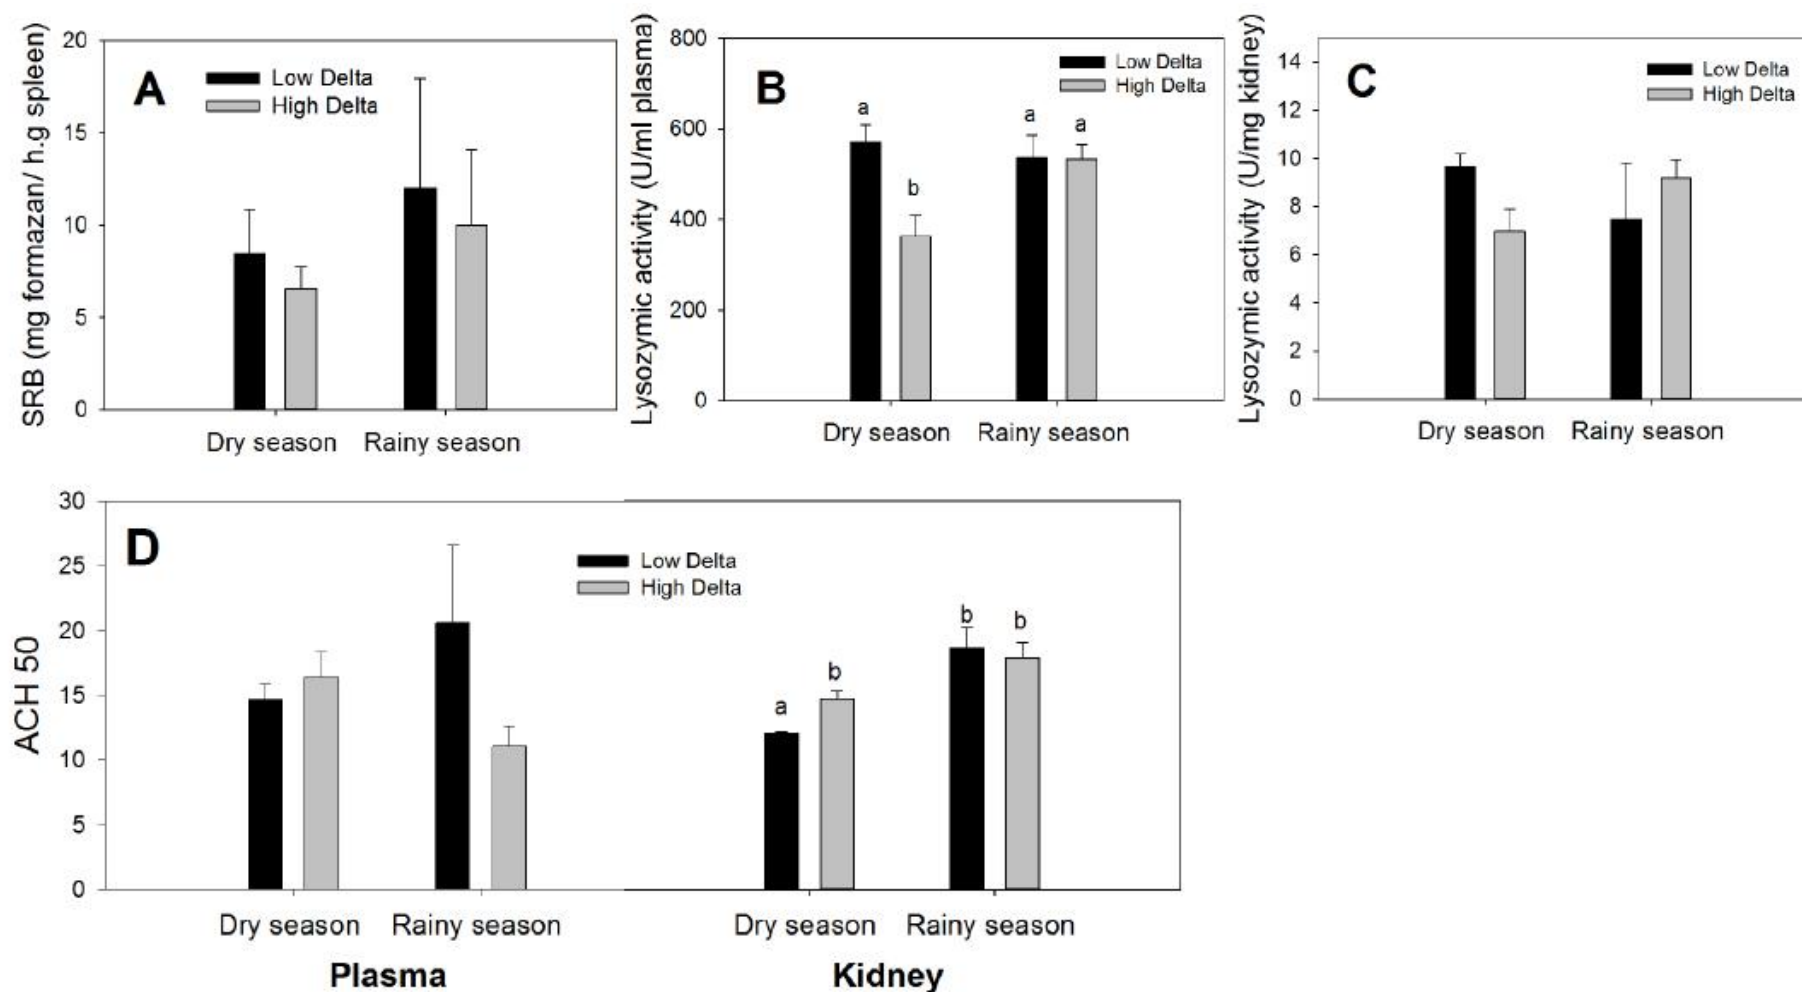 SRB (mg formazan/ h.g spleen)
20
15
10
5
0
A
Low Delta
High Delta
Dry season
Rainy season
Lysozymic activity (U/ml plasma)
800
600
400
200
0
B
Low Delta
High Delta
a
b
a
a
Dry season
Rainy season
Lysozymic activity (U/mg kidney)
14
12
10
8
6
4
2
0
C
Low Delta
High Delta
Dry season
Rainy season
ACH 50
30
25
20
15
10
5
0
D
Low Delta
High Delta
a
b
b
b
Dry season
Rainy season
Dry season
Rainy season
Plasma
Kidney